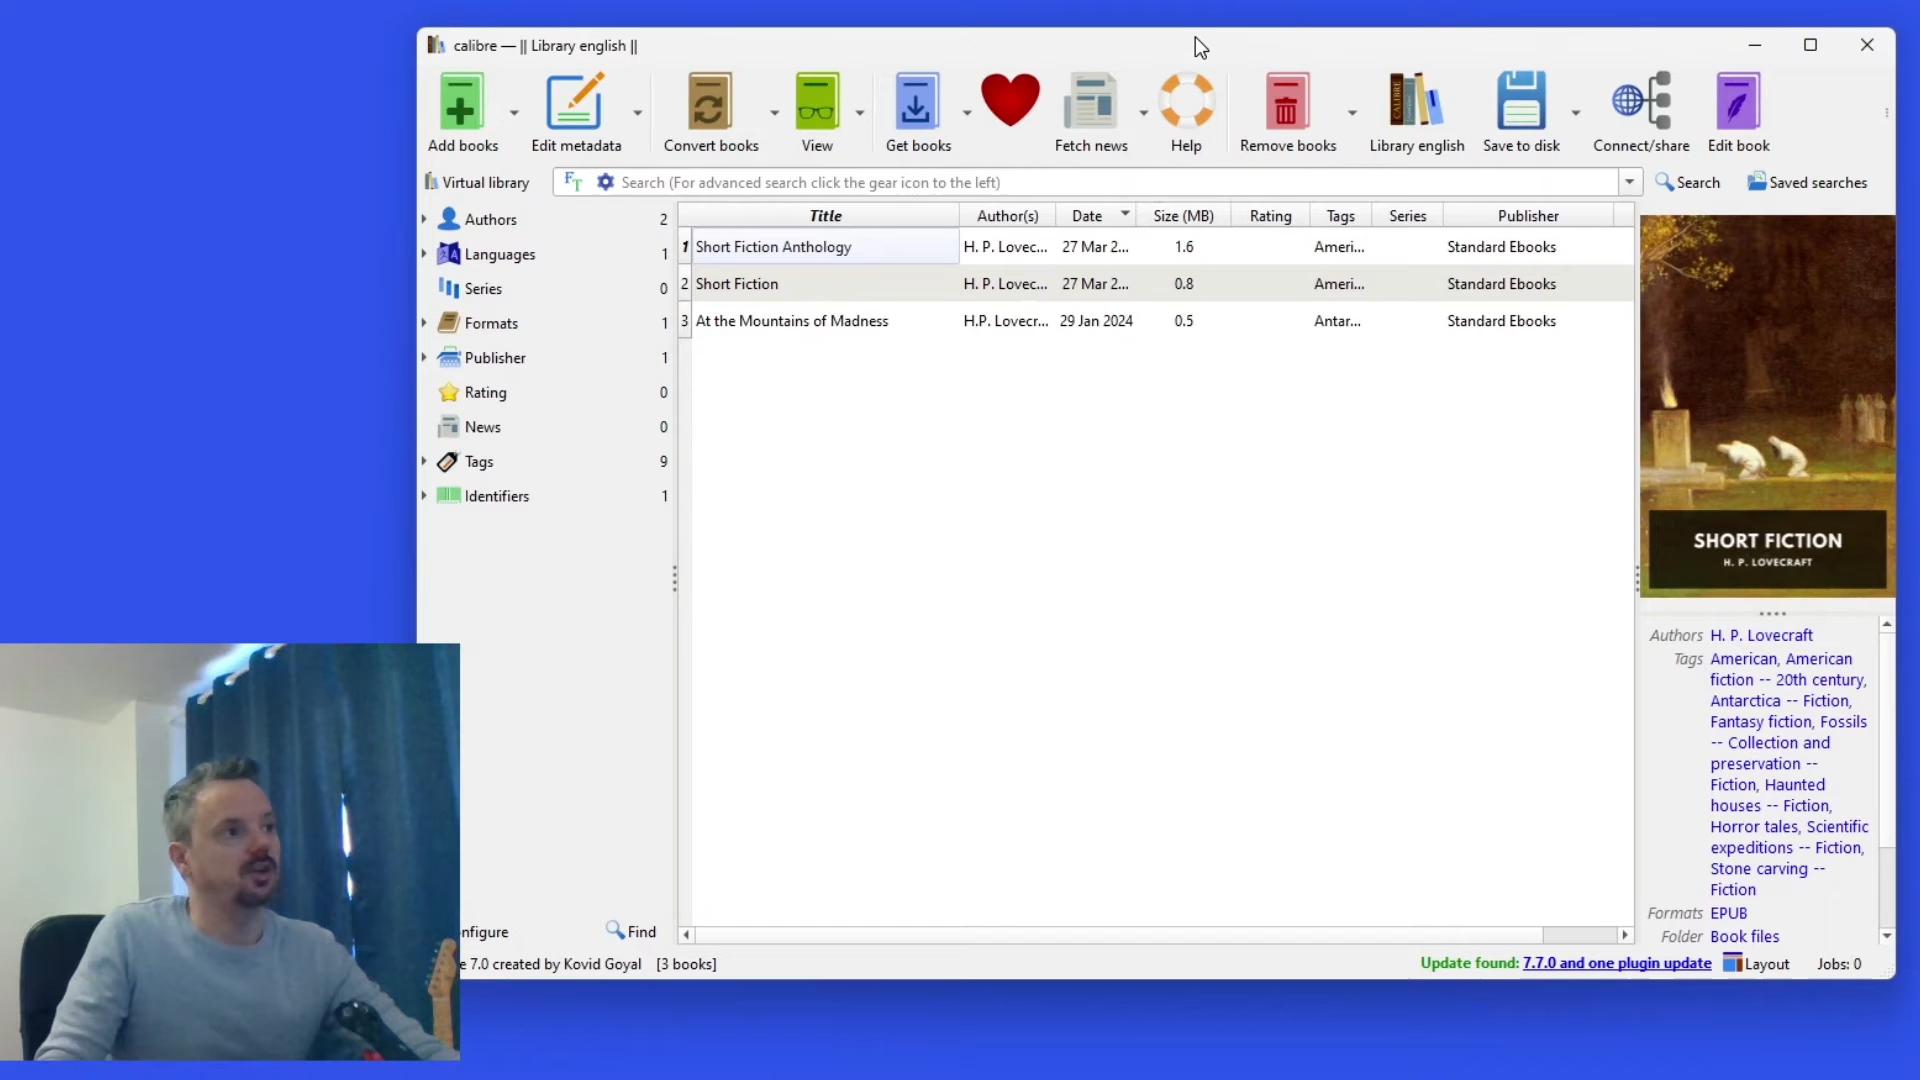 calibre — || Library english ||
Add books
Edit metadata
Convert books
View
Get books
Fetch news
Help
Remove books
Library english
Save to disk
Connect/share
Edit book
Virtual library
Search (For advanced search click the gear icon to the left)
Search
Saved searches
Authors 2
Languages 1
Series 0
Formats 1
Publisher 1
Rating 0
News 0
Tags 9
Identifiers 1
Title Author(s) Date Size (MB) Rating Tags Series Publisher
1 Short Fiction Anthology H. P. Lovec... 27 Mar 2... 1.6 Ameri... Standard Ebooks
2 Short Fiction H. P. Lovec... 27 Mar 2... 0.8 Ameri... Standard Ebooks
3 At the Mountains of Madness H.P. Lovecr... 29 Jan 2024 0.5 Antar... Standard Ebooks
SHORT FICTION
H. P. LOVECRAFT
Authors H. P. Lovecraft
Tags American, American
fiction -- 20th century,
Antarctica -- Fiction,
Fantasy fiction, Fossils
-- Collection and
preservation --
Fiction, Haunted
houses -- Fiction,
Horror tales, Scientific
expeditions -- Fiction,
Stone carving --
Fiction
Formats EPUB
Folder Book files
nfigure
Find
e 7.0 created by Kovid Goyal [3 books]
Update found: 7.7.0 and one plugin update
Layout
Jobs: 0